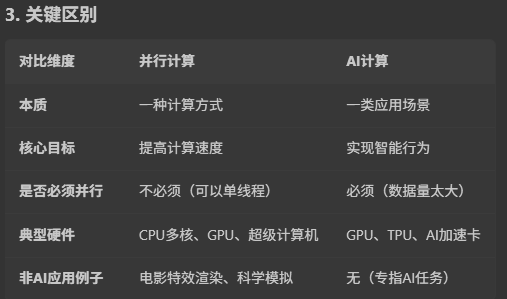 3. 关键区别
对比维度 并行计算 AI计算
本质 一种计算方式 一类应用场景
核心目标 提高计算速度 实现智能行为
是否必须并行 不必须（可以单线程） 必须（数据量太大）
典型硬件 CPU多核、GPU、超级计算机 GPU、TPU、AI加速卡
非AI应用例子 电影特效渲染、科学模拟 无（专指AI任务）